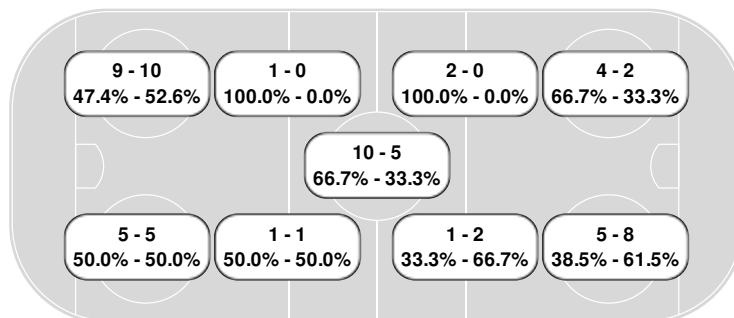 9 - 10
47.4% - 52.6%
1 - 0
100.0% - 0.0%
2 - 0
100.0% - 0.0%
4 - 2
66.7% - 33.3%
10 - 5
66.7% - 33.3%
5 - 5
50.0% - 50.0%
1 - 1
50.0% - 50.0%
1 - 2
33.3% - 66.7%
5 - 8
38.5% - 61.5%